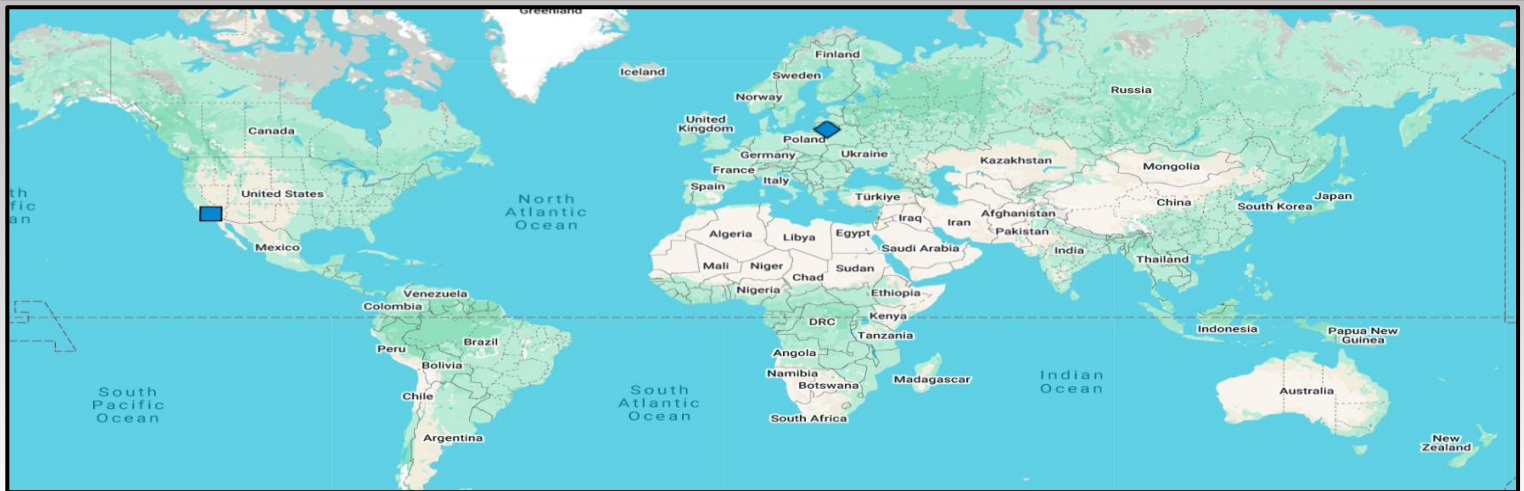 Greenland
Iceland
Finland
Sweden
Norway
Russia
United
Kingdom
Poland
Canada
Germany
Ukraine
Kazakhstan
Mongolia
France
Italy
Spain
United States
Türkiye
North
Atlantic
Ocean
th
fic
an
China
Japan
South Korea
Afghanistan
Iraq
Iran
Pakistan
Algeria
Libya
Egypt
Saudi Arabia
India
Mexico
Thailand
Mali
Niger
Chad
Sudan
Nigeria
Ethiopia
Venezuela
Colombia
Kenya
DRC
Tanzania
Indonesia
Papua New
Guinea
Peru
Brazil
Bolivia
Angola
Namibia
Botswana
Madagascar
Indian
Ocean
South
Pacific
Ocean
Chile
South
Atlantic
Ocean
Australia
South Africa
Argentina
New
Zealand